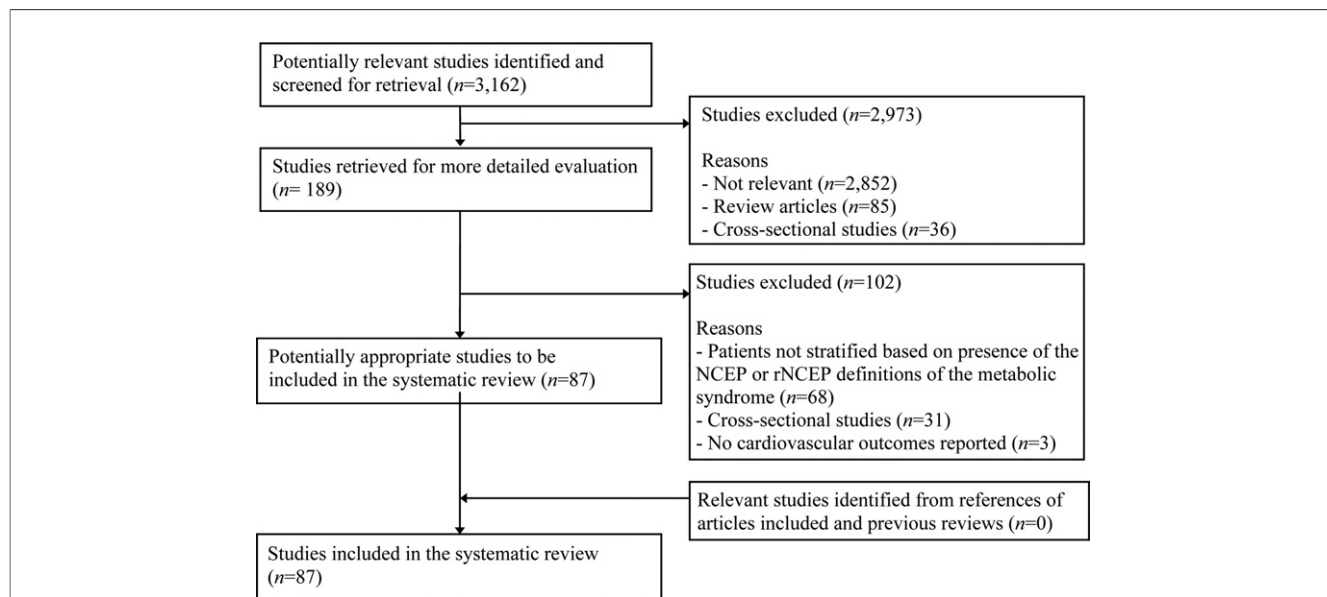 Potentially relevant studies identified and
screened for retrieval (n=3,162)
Studies excluded (n=2,973)
Reasons
- Not relevant (n=2,852)
- Review articles (n=85)
- Cross-sectional studies (n=36)
Studies retrieved for more detailed evaluation
(n= 189)
Studies excluded (n=102)
Reasons
- Patients not stratified based on presence of the
NCEP or rNCEP definitions of the metabolic
syndrome (n=68)
- Cross-sectional studies (n=31)
- No cardiovascular outcomes reported (n=3)
Potentially appropriate studies to be
included in the systematic review (n=87)
Relevant studies identified from references of
articles included and previous reviews (n=0)
Studies included in the systematic review
(n=87)